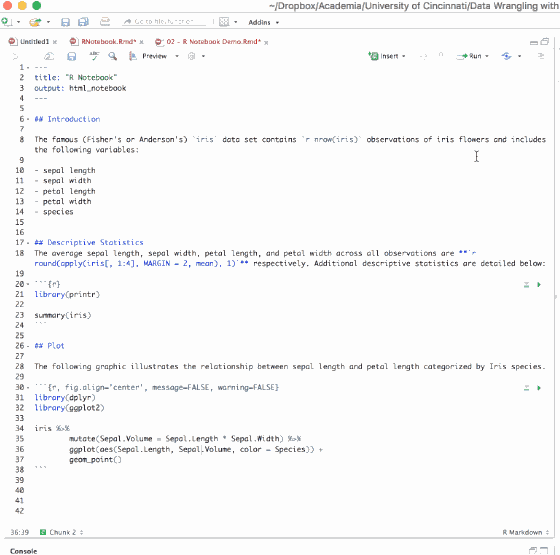 ~/Dropbox/Academia/University of Cincinnati/Data Wrangling with
Go to file/function Addins
Untitled1 × RNotebook.Rmd* × 02 - R Notebook Demo.Rmd* ×
Preview Insert Run
1 ---
2 title: "R Notebook"
3 output: html_notebook
4 ---
5
6 ## Introduction
7
8 The famous (Fisher's or Anderson's) `iris` data set contains `r nrow(iris)` observations of iris flowers and includes
the following variables:
9
10 - sepal length
11 - sepal width
12 - petal length
13 - petal width
14 - species
15
16
17 ## Descriptive Statistics
18 The average sepal length, sepal width, petal length, and petal width across all observations are **`r
round(apply(iris[, 1:4], MARGIN = 2, mean), 1)`** respectively. Additional descriptive statistics are detailed below:
19
20 ```{r}
21 library(printr)
22
23 summary(iris)
24 ```
25
26 ## Plot
27
28 The following graphic illustrates the relationship between sepal length and petal length categorized by Iris species.
29
30 ```{r, fig.align='center', message=FALSE, warning=FALSE}
31 library(dplyr)
32 library(ggplot2)
33
34 iris %>%
35 mutate(Sepal.Volume = Sepal.Length * Sepal.Width) %>%
36 ggplot(aes(Sepal.Length, Sepal.Volume, color = Species)) +
37 geom_point()
38 ```
39
40
41
42
36:39 Chunk 2 R Markdown
Console